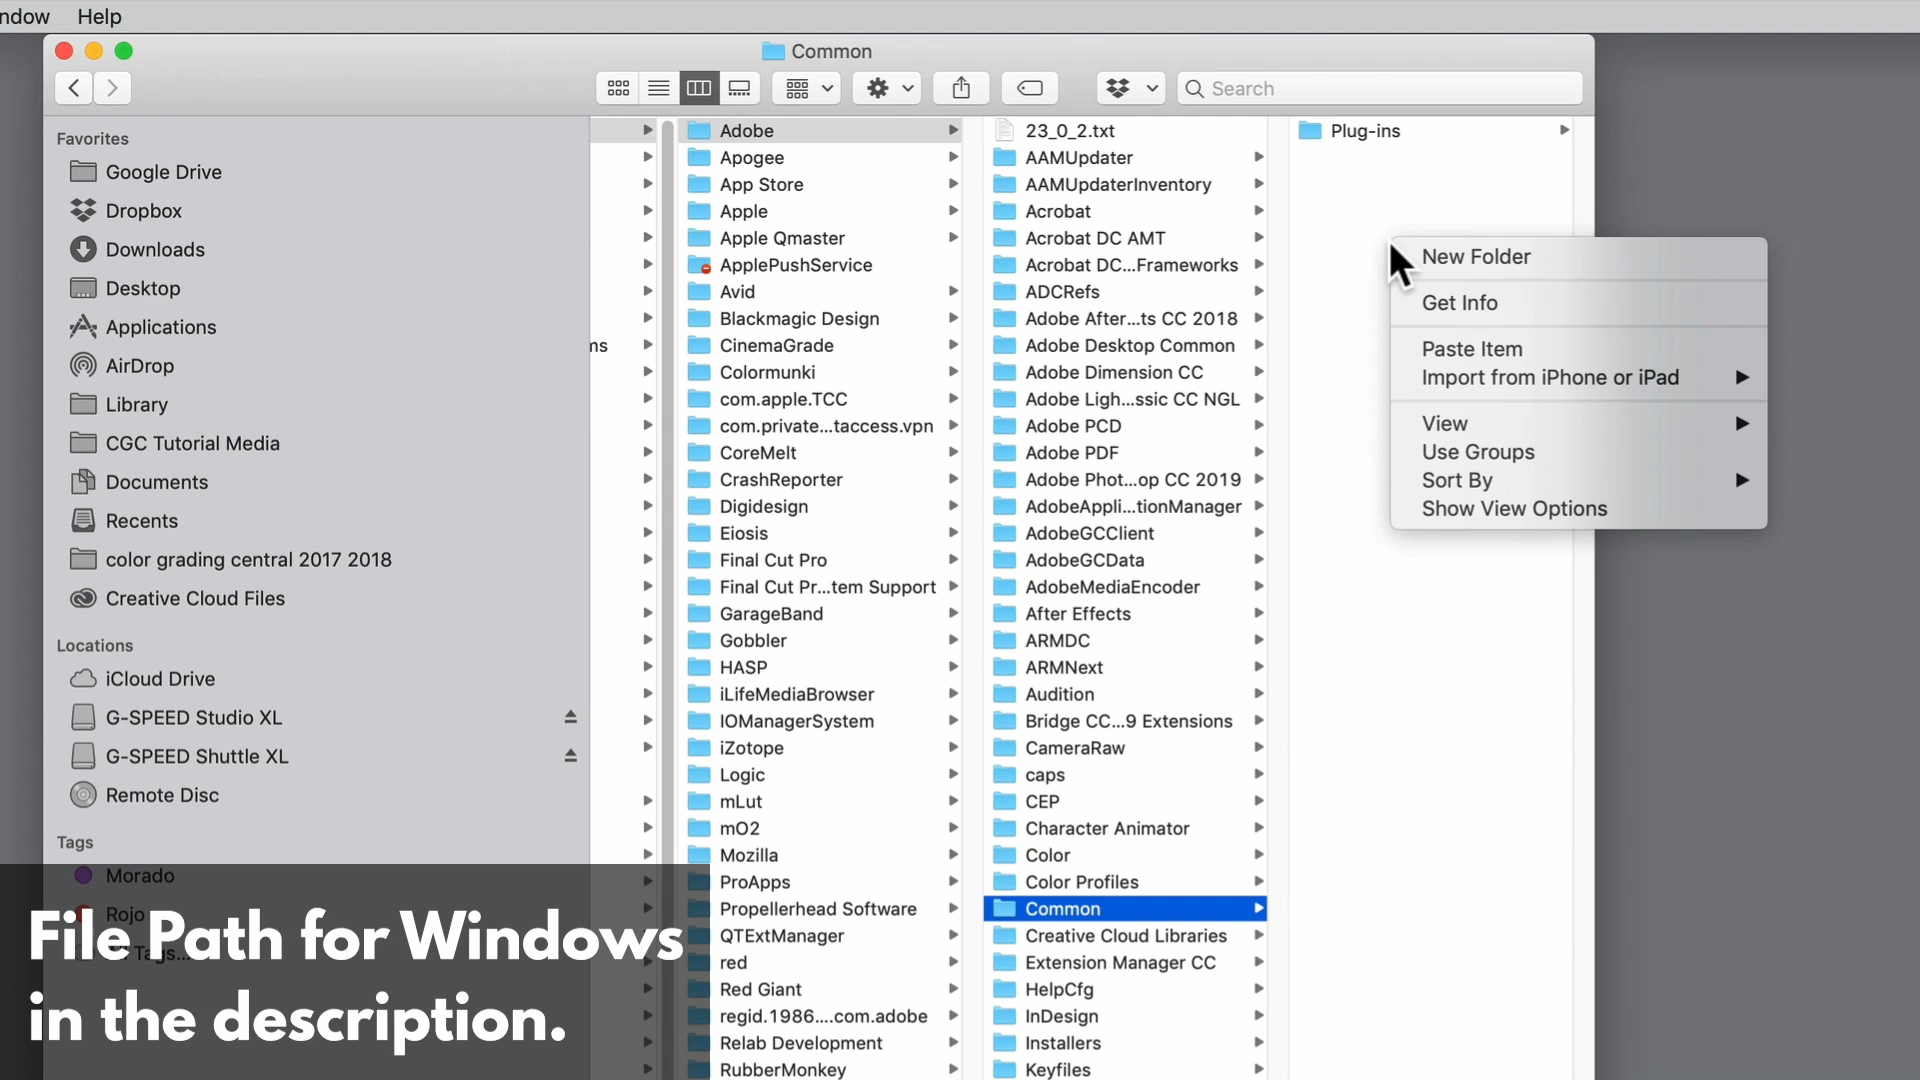 ndow Help
Common
Search
Favorites
Google Drive
Dropbox
Downloads
Desktop
Applications
AirDrop
Library
CGC Tutorial Media
Documents
Recents
color grading central 2017 2018
Creative Cloud Files
Locations
iCloud Drive
G-SPEED Studio XL
G-SPEED Shuttle XL
Remote Disc
Tags
Morado
Rojo
Tags...
ms
Adobe
Apogee
App Store
Apple
Apple Qmaster
ApplePushService
Avid
Blackmagic Design
CinemaGrade
Colormunki
com.apple.TCC
com.private...taccess.vpn
CoreMelt
CrashReporter
Digidesign
Eiosis
Final Cut Pro
Final Cut Pr...tem Support
GarageBand
Gobbler
HASP
iLifeMediaBrowser
IOManagerSystem
iZotope
Logic
mLut
mO2
Mozilla
ProApps
Propellerhead Software
QTExtManager
red
Red Giant
regid.1986....com.adobe
Relab Development
RubberMonkey
23_0_2.txt
AAMUpdater
AAMUpdaterInventory
Acrobat
Acrobat DC AMT
Acrobat DC...Frameworks
ADCRefs
Adobe After...ts CC 2018
Adobe Desktop Common
Adobe Dimension CC
Adobe Ligh...ssic CC NGL
Adobe PCD
Adobe PDF
Adobe Phot...op CC 2019
AdobeAppli...tionManager
AdobeGCClient
AdobeGCData
AdobeMediaEncoder
After Effects
ARMDC
ARMNext
Audition
Bridge CC...9 Extensions
CameraRaw
caps
CEP
Character Animator
Color
Color Profiles
Common
Creative Cloud Libraries
Extension Manager CC
HelpCfg
InDesign
Installers
Keyfiles
Plug-ins
New Folder
Get Info
Paste Item
Import from iPhone or iPad
View
Use Groups
Sort By
Show View Options
File Path for Windows
in the description.